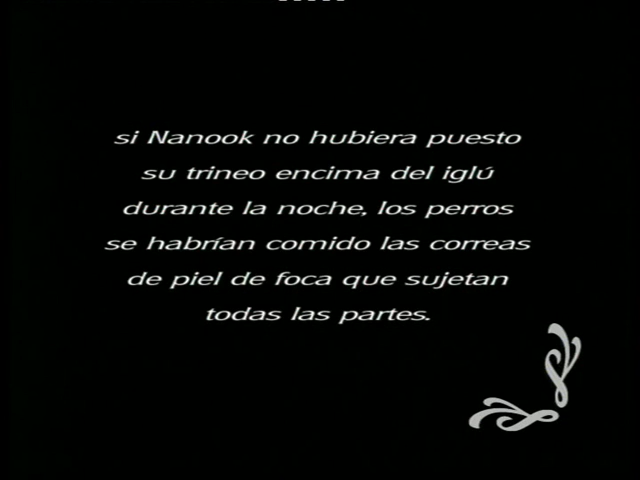 si Nanook no hubiera puesto
su trineo encima del iglú
durante la noche, los perros
se habrían comido las correas
de piel de foca que sujetan
todas las partes.